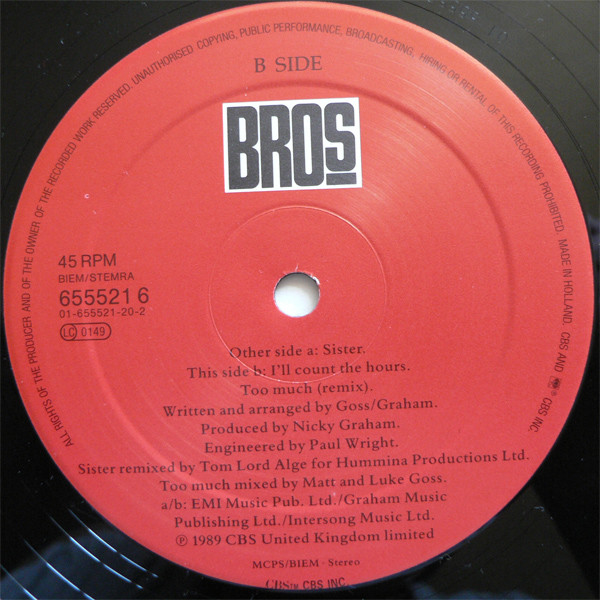 ALL RIGHTS OF THE PRODUCER AND OF THE OWNER OF THE RECORDED WORK RESERVED. UNAUTHORISED COPYING, PUBLIC PERFORMANCE, BROADCASTING, HIRING OR RENTAL OF THIS RECORDING PROHIBITED. MADE IN HOLLAND. CBS AND CBS INC.
B SIDE
BROS
45 RPM
BIEM/STEMRA
655521 6
01-655521-20-2
LC 0149
Other side a: Sister.
This side b: I'll count the hours.
Too much (remix).
Written and arranged by Goss/Graham.
Produced by Nicky Graham.
Engineered by Paul Wright.
Sister remixed by Tom Lord Alge for Hummina Productions Ltd.
Too much mixed by Matt and Luke Goss.
a/b: EMI Music Pub. Ltd./Graham Music
Publishing Ltd./Intersong Music Ltd.
℗ 1989 CBS United Kingdom limited
MCPS/BIEM - Stereo
CBS TM CBS INC.